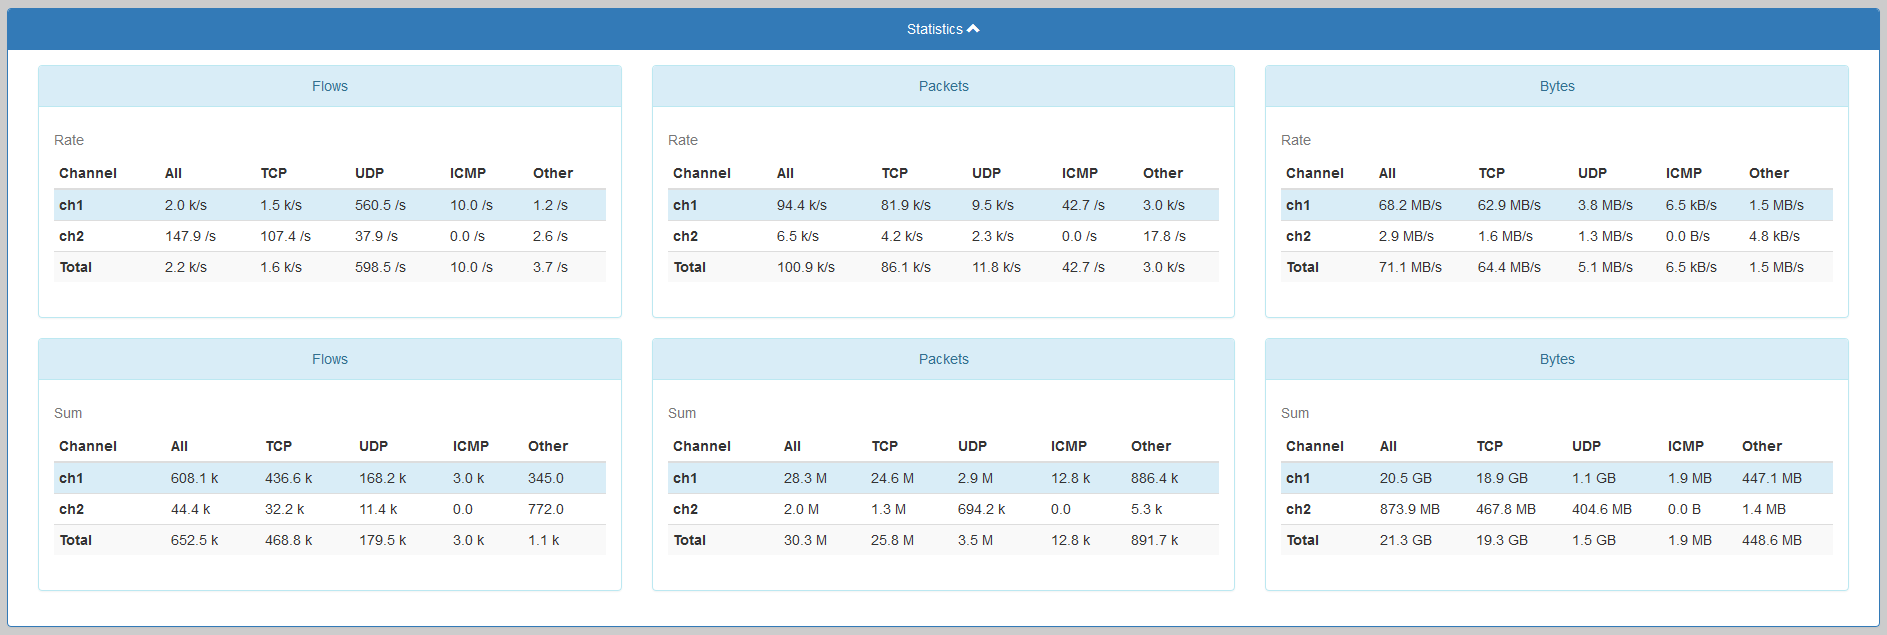 Statistics
Flows
Rate
Channel All TCP UDP ICMP Other
ch1 2.0 k/s 1.5 k/s 560.5 /s 10.0 /s 1.2 /s
ch2 147.9 /s 107.4 /s 37.9 /s 0.0 /s 2.6 /s
Total 2.2 k/s 1.6 k/s 598.5 /s 10.0 /s 3.7 /s
Packets
Rate
Channel All TCP UDP ICMP Other
ch1 94.4 k/s 81.9 k/s 9.5 k/s 42.7 /s 3.0 k/s
ch2 6.5 k/s 4.2 k/s 2.3 k/s 0.0 /s 17.8 /s
Total 100.9 k/s 86.1 k/s 11.8 k/s 42.7 /s 3.0 k/s
Bytes
Rate
Channel All TCP UDP ICMP Other
ch1 68.2 MB/s 62.9 MB/s 3.8 MB/s 6.5 kB/s 1.5 MB/s
ch2 2.9 MB/s 1.6 MB/s 1.3 MB/s 0.0 B/s 4.8 kB/s
Total 71.1 MB/s 64.4 MB/s 5.1 MB/s 6.5 kB/s 1.5 MB/s
Flows
Sum
Channel All TCP UDP ICMP Other
ch1 608.1 k 436.6 k 168.2 k 3.0 k 345.0
ch2 44.4 k 32.2 k 11.4 k 0.0 772.0
Total 652.5 k 468.8 k 179.5 k 3.0 k 1.1 k
Packets
Sum
Channel All TCP UDP ICMP Other
ch1 28.3 M 24.6 M 2.9 M 12.8 k 886.4 k
ch2 2.0 M 1.3 M 694.2 k 0.0 5.3 k
Total 30.3 M 25.8 M 3.5 M 12.8 k 891.7 k
Bytes
Sum
Channel All TCP UDP ICMP Other
ch1 20.5 GB 18.9 GB 1.1 GB 1.9 MB 447.1 MB
ch2 873.9 MB 467.8 MB 404.6 MB 0.0 B 1.4 MB
Total 21.3 GB 19.3 GB 1.5 GB 1.9 MB 448.6 MB